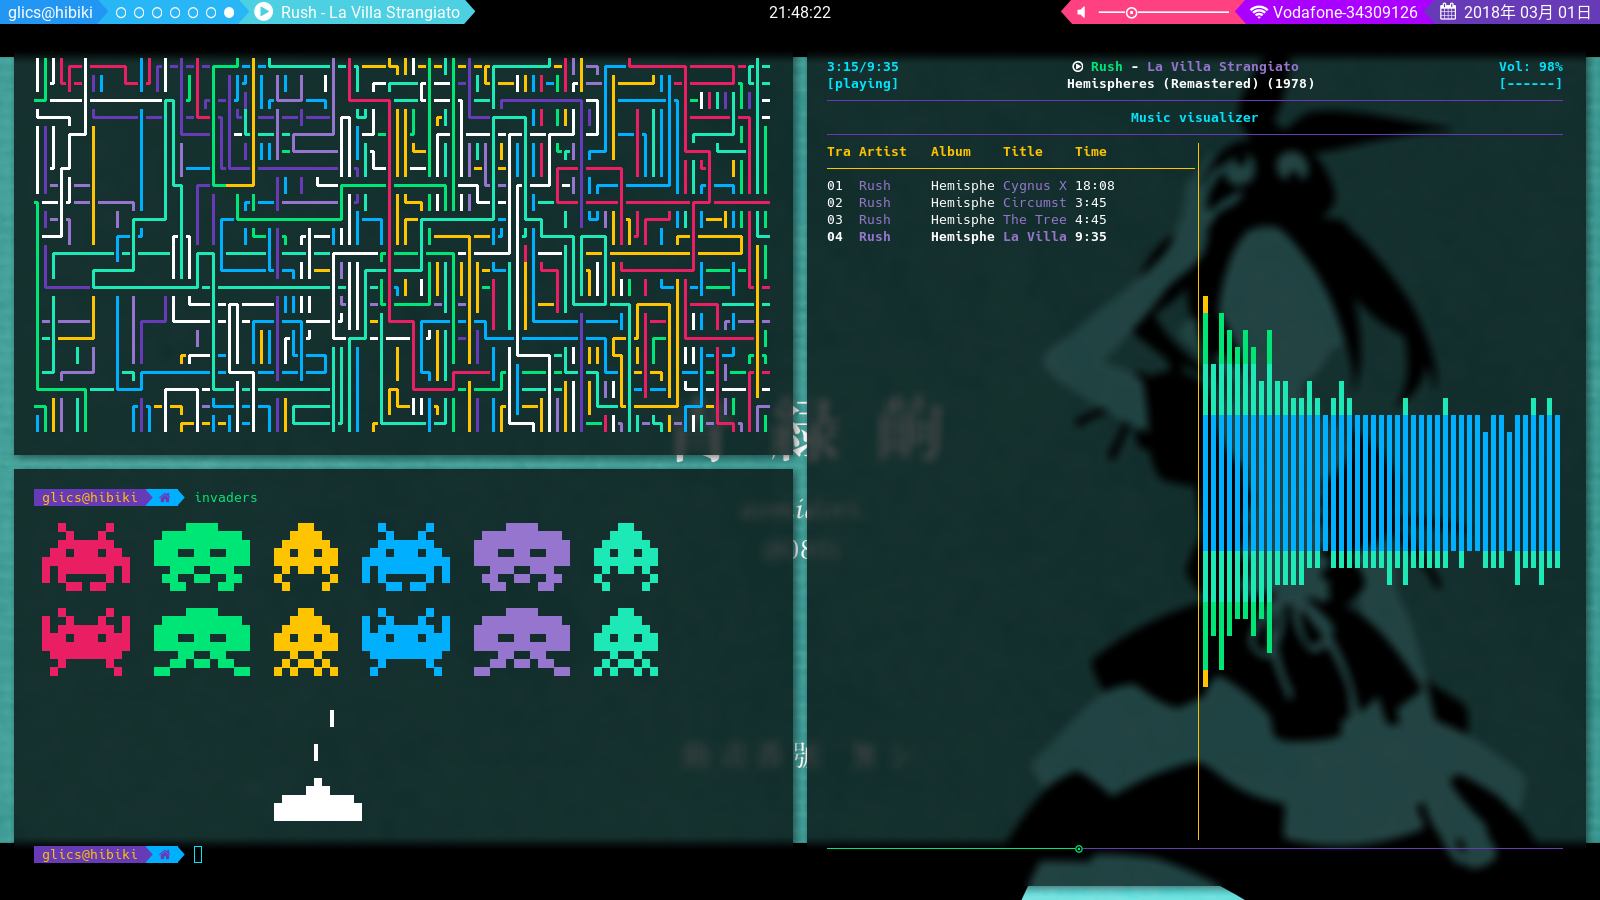 glics@hibiki
Rush - La Villa Strangiato
21:48:22
Vodafone-34309126
2018年 03月 01日
3:15/9:35
Rush - La Villa Strangiato
Vol: 98%
[playing]
Hemispheres (Remastered) (1978)
[------]
Music visualizer
Tra Artist Album Title Time
01 Rush Hemisphe Cygnus X 18:08
02 Rush Hemisphe Circumst 3:45
03 Rush Hemisphe The Tree 4:45
04 Rush Hemisphe La Villa 9:35
glics@hibiki invaders
glics@hibiki